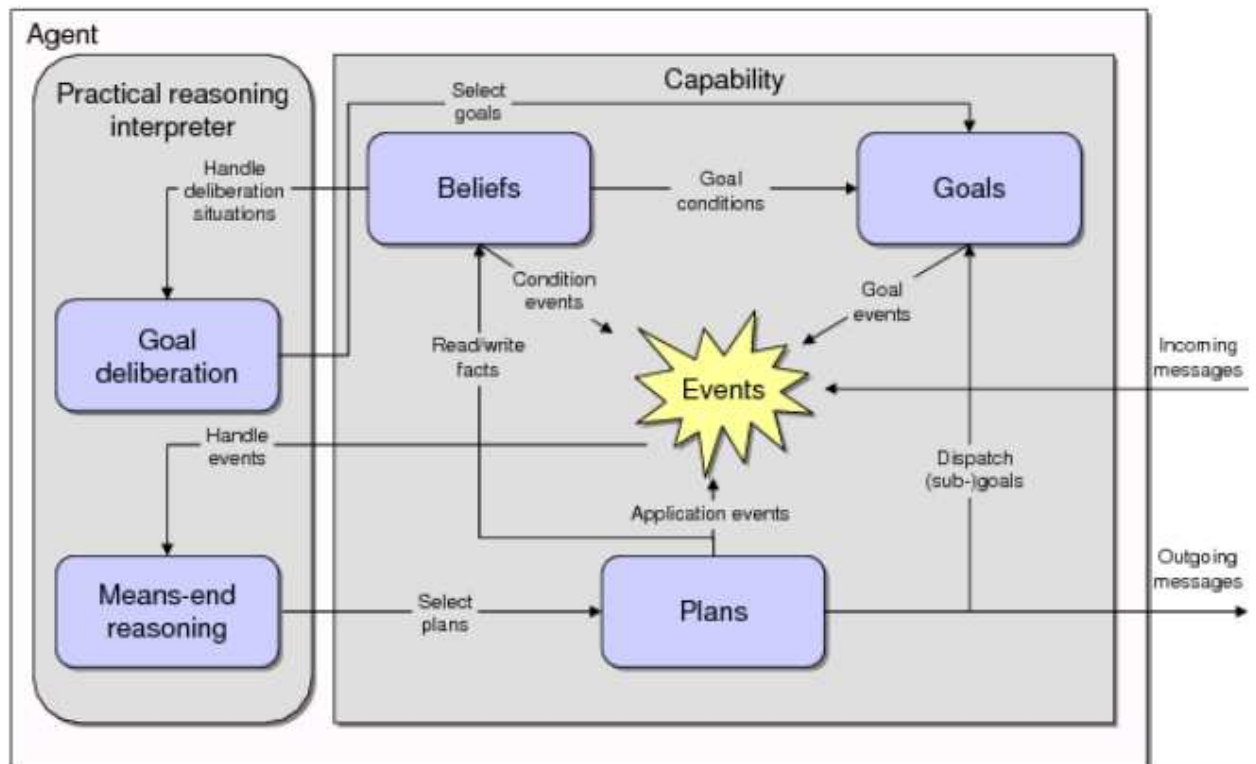 Agent
Practical reasoning
interpreter
Capability
Select
goals
Handle
deliberation
situations
Beliefs
Goal
conditions
Goals
Condition
events
Goal
events
Goal
deliberation
Read/write
facts
Events
Incoming
messages
Handle
events
Dispatch
(sub-)goals
Application events
Means-end
reasoning
Select
plans
Plans
Outgoing
messages